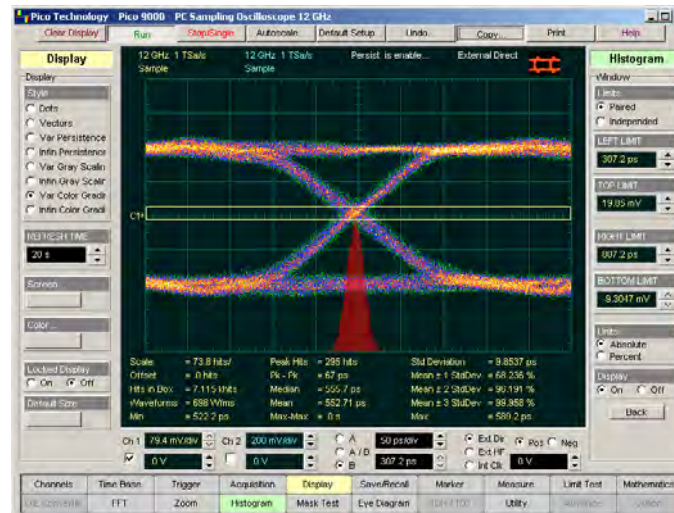 Pico Technology - Pico 9000 - PC Sampling Oscilloscope 12 GHz
Clear Display Run Stop/Single Autoscale Default Setup Undo Copy... Print Help
Display
Display
Style
Dots
Vectors
Var Persistence
Infin Persistence
Var Gray Scalin
Infin Gray Scalin
Var Color Gradi
Infin Color Gradi
REFRESH TIME
20 s
Screen
Color...
Locked Display
On Off
Default Size
12 GHz 1 TSa/s 12 GHz 1 TSa/s Persist. is enable... External Direct
Sample Sample
C1
Scale = 73.8 hits/ Peak Hits = 295 hits Std Deviation = 9.8537 ps
Offset = 0 hits Pk - Pk = 67 ps Mean ± 1 StdDev = 68.236 %
Hits in Box = 7.115 khits Median = 555.7 ps Mean ± 2 StdDev = 96.191 %
Waveforms = 698 Wfms Mean = 552.71 ps Mean ± 3 StdDev = 99.958 %
Min = 522.2 ps Max-Max = 0 s Max = 589.2 ps
Ch 1 79.4 mV/div Ch 2 200 mV/div A 50 ps/div Ext Dir Pos Neg
A / D Ext HF
0 V 0 V B 307.2 ps Int Clk 0 V
Histogram
Window
Limits
Paired
Independent
LEFT LIMIT
307.2 ps
TOP LIMIT
19.85 mV
RIGHT LIMIT
807.2 ps
BOTTOM LIMIT
-9.3047 mV
Units
Absolute
Percent
Display
On Off
Back
Channels Time Base Trigger Acquisition Display Save/Recall Marker Measure Limit Test Mathematics
FFT Zoom Histogram Mask Test Eye Diagram Utility